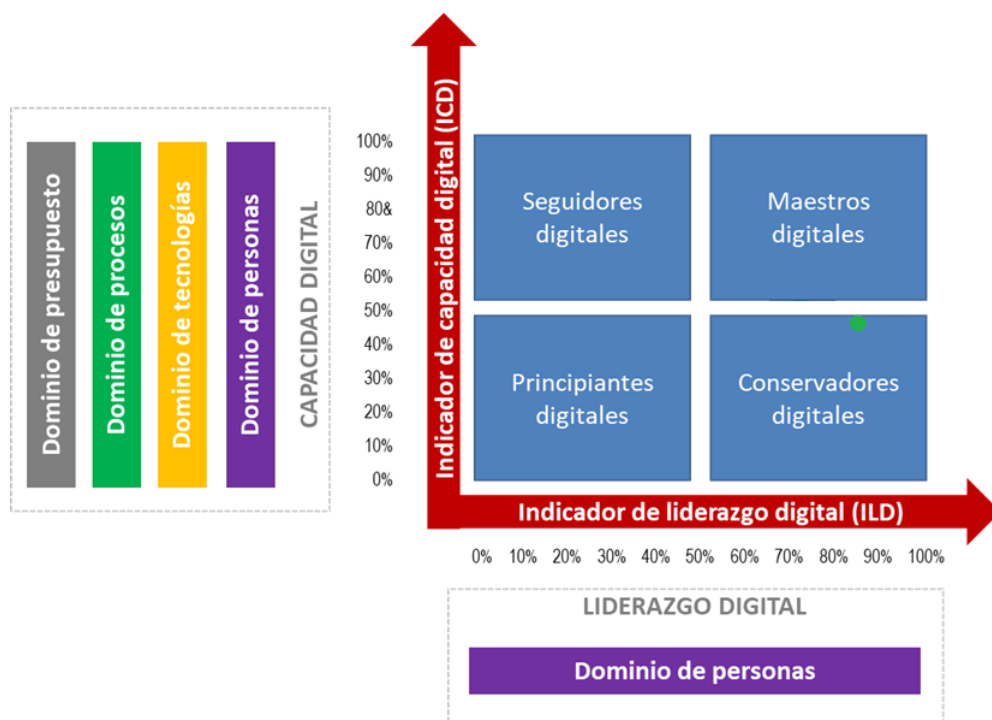 Dominio de presupuesto
Dominio de procesos
Dominio de tecnologías
Dominio de personas
CAPACIDAD DIGITAL
100%
90%
80&
70%
60%
50%
40%
30%
20%
10%
0%
Indicador de capacidad digital (ICD)
Seguidores
digitales
Maestros
digitales
Principiantes
digitales
Conservadores
digitales
Indicador de liderazgo digital (ILD)
0% 10% 20% 30% 40% 50% 60% 70% 80% 90% 100%
LIDERAZGO DIGITAL
Dominio de personas